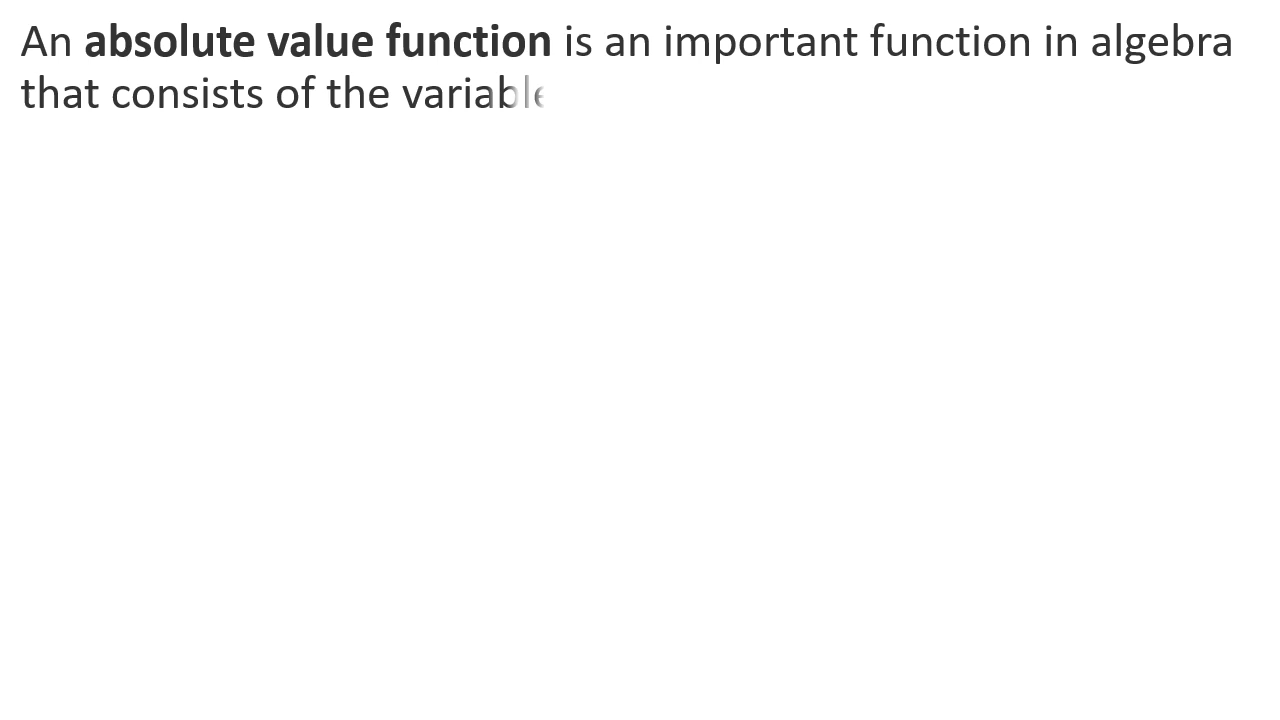 An absolute value function is an important function in algebra
that consists of the variable